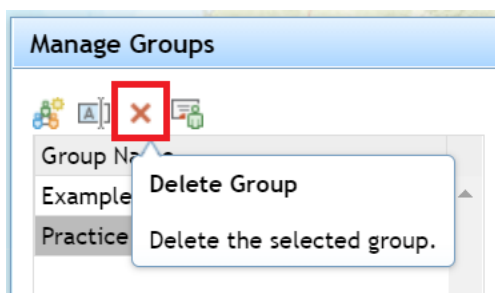 Manage Groups
A
Group Na
Delete Group
Example
Delete the selected group.
Practice